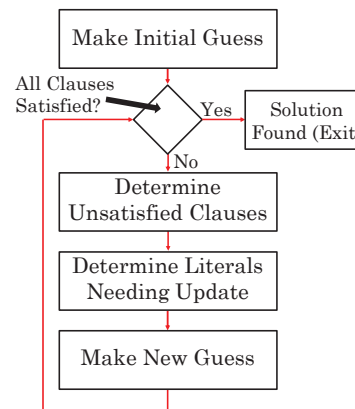 Make Initial Guess
All Clauses
Satisfied?
Yes
Solution
Found (Exit
No
Determine
Unsatisfied Clauses
Determine Literals
Needing Update
Make New Guess